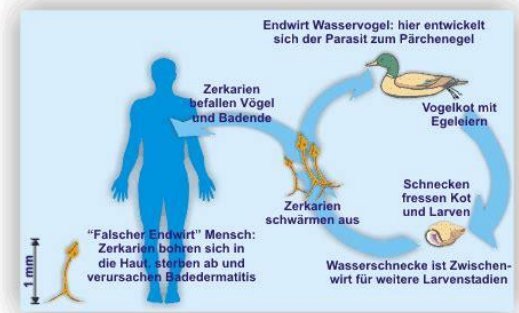 Endwirt Wasservogel: hier entwickelt
sich der Parasit zum Pärchenegel
Zerkarien
befallen Vögel
und Badende
Vogelkot mit
Egeleiern
Schnecken
fressen Kot
und Larven
Zerkarien
schwärmen aus
"Falscher Endwirt" Mensch:
Zerkarien bohren sich in
die Haut, sterben ab und
verursachen Badedermatitis
1 mm
Wasserschnecke ist Zwischen-
wirt für weitere Larvenstadien